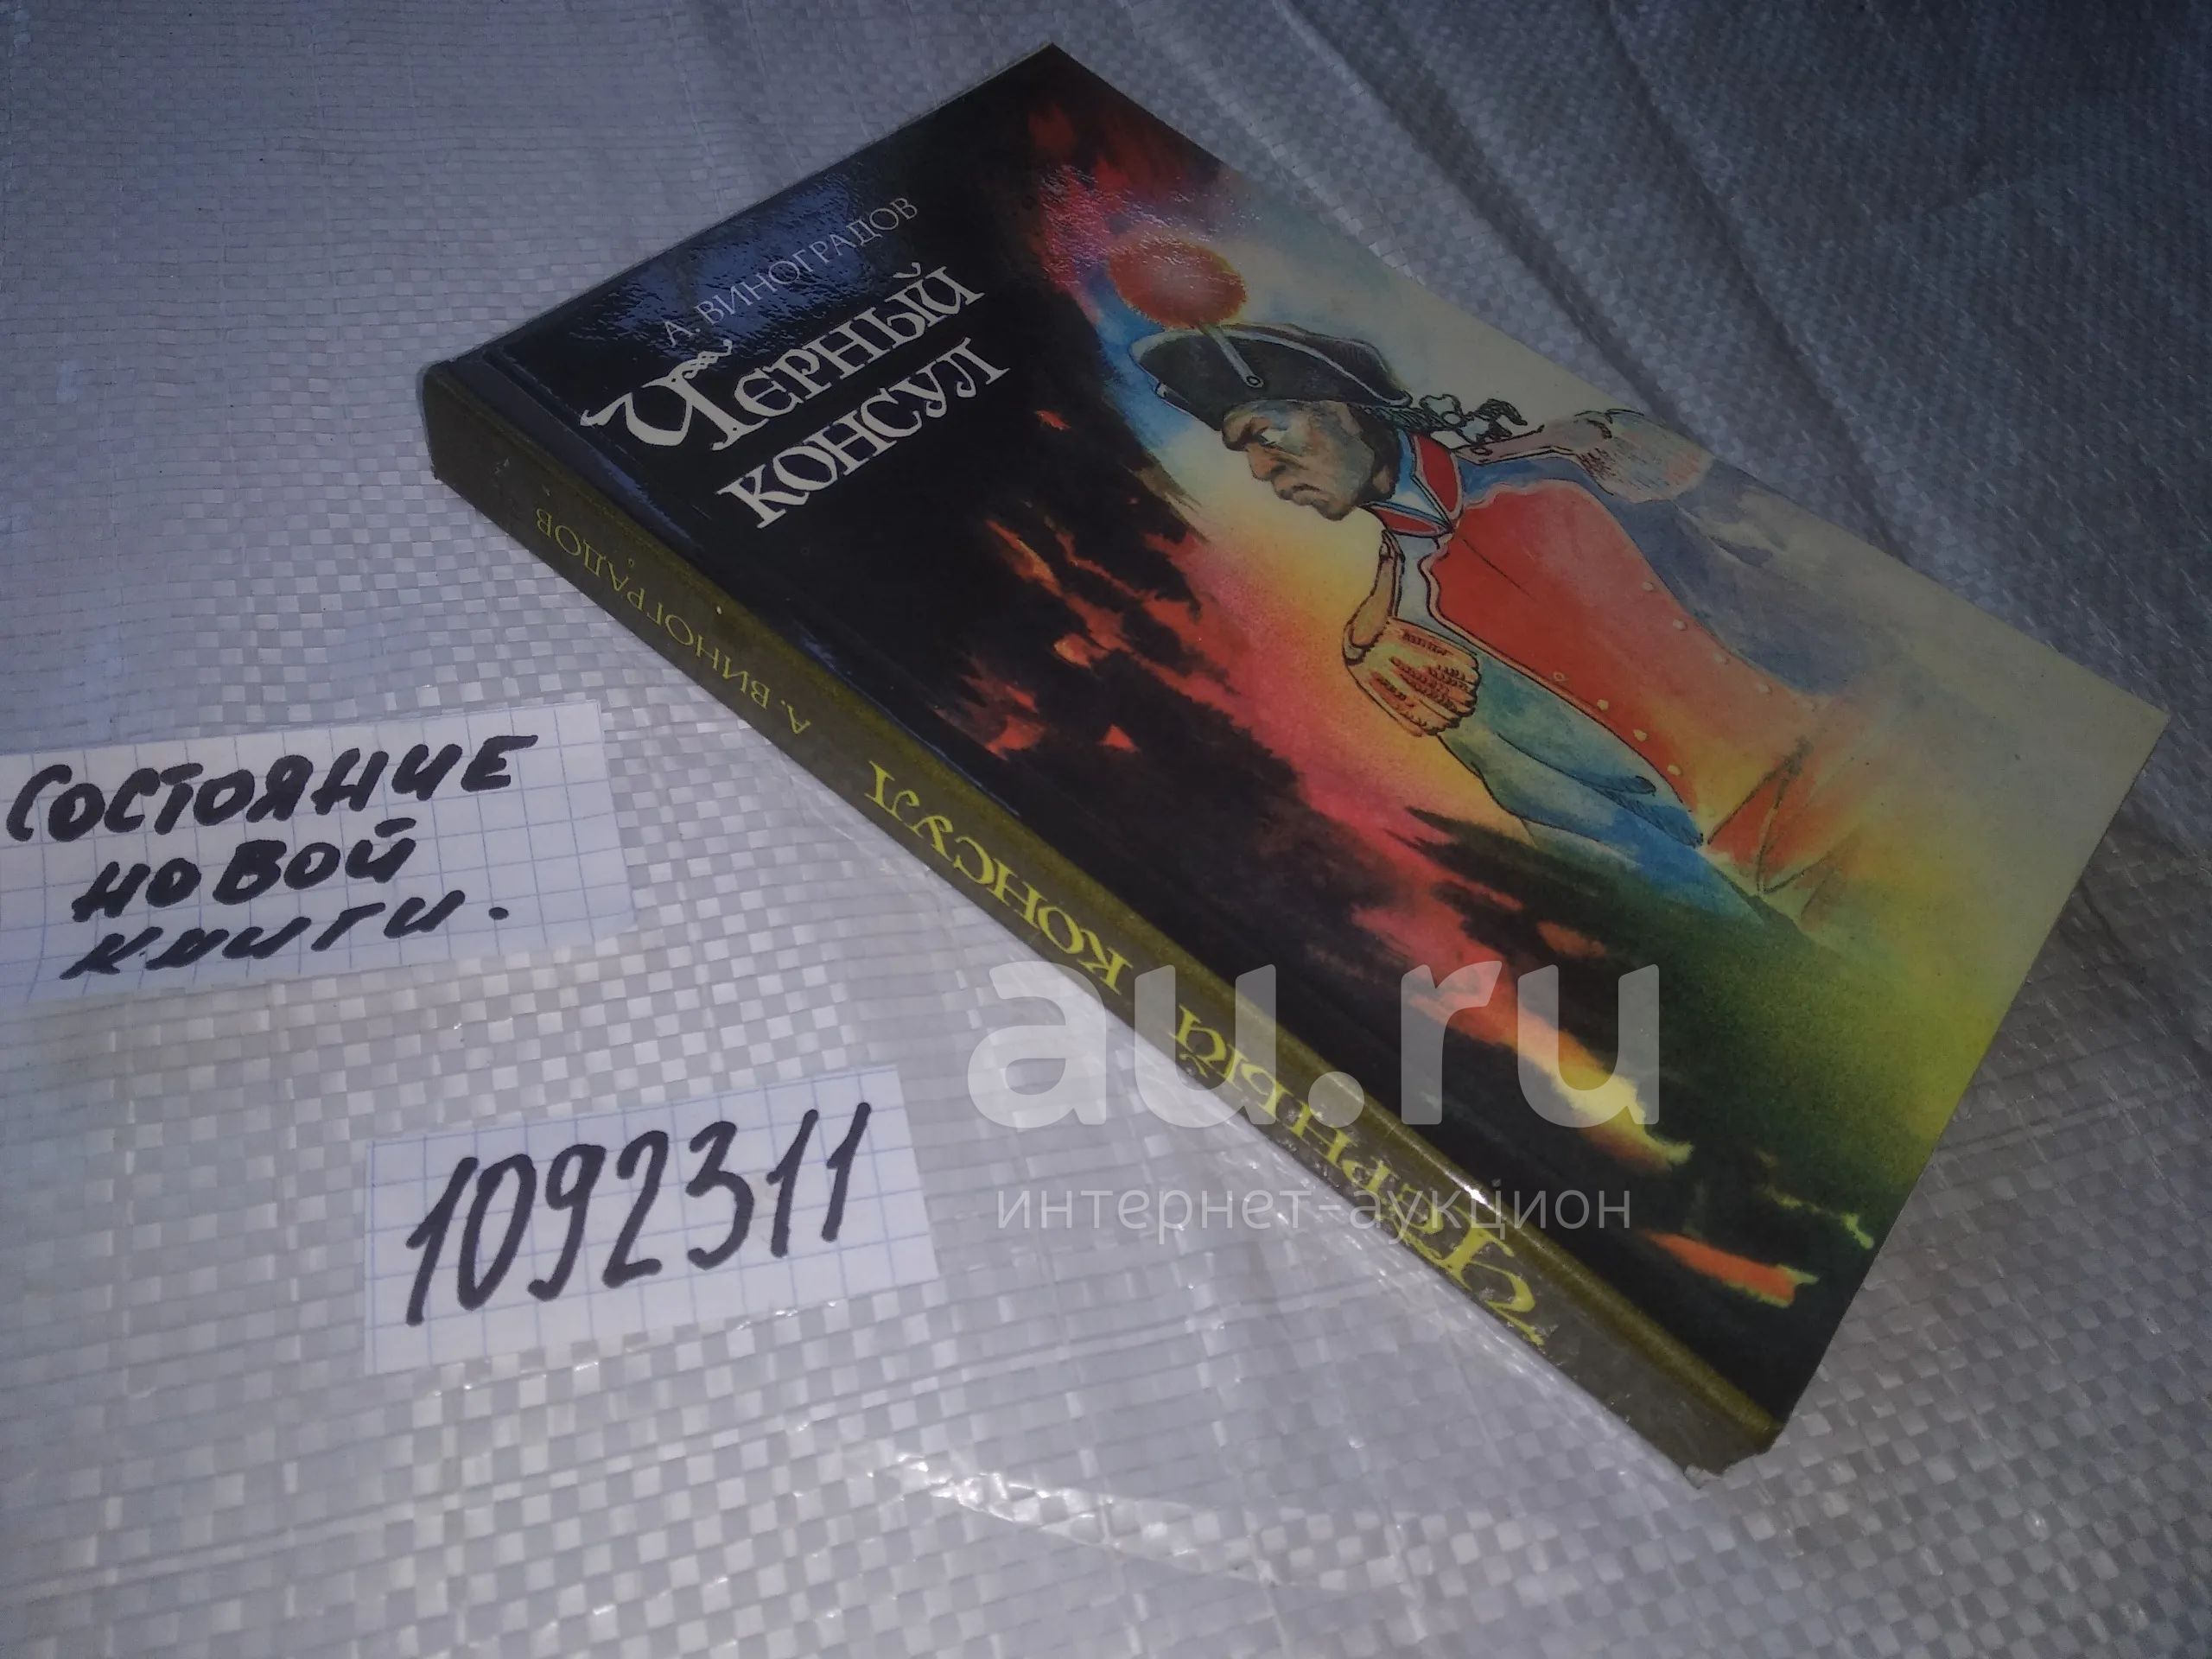 А. ВИНОГРАДОВ
ЧЕРНЫЙ
КОНСУЛ
А. ВИНОГРАДОВ
ЧЕРНЫЙ КОНСУЛ
СОСТОЯНИЕ
НОВОЙ
КНИГИ.
1092311
au.ru
интернет-аукцион